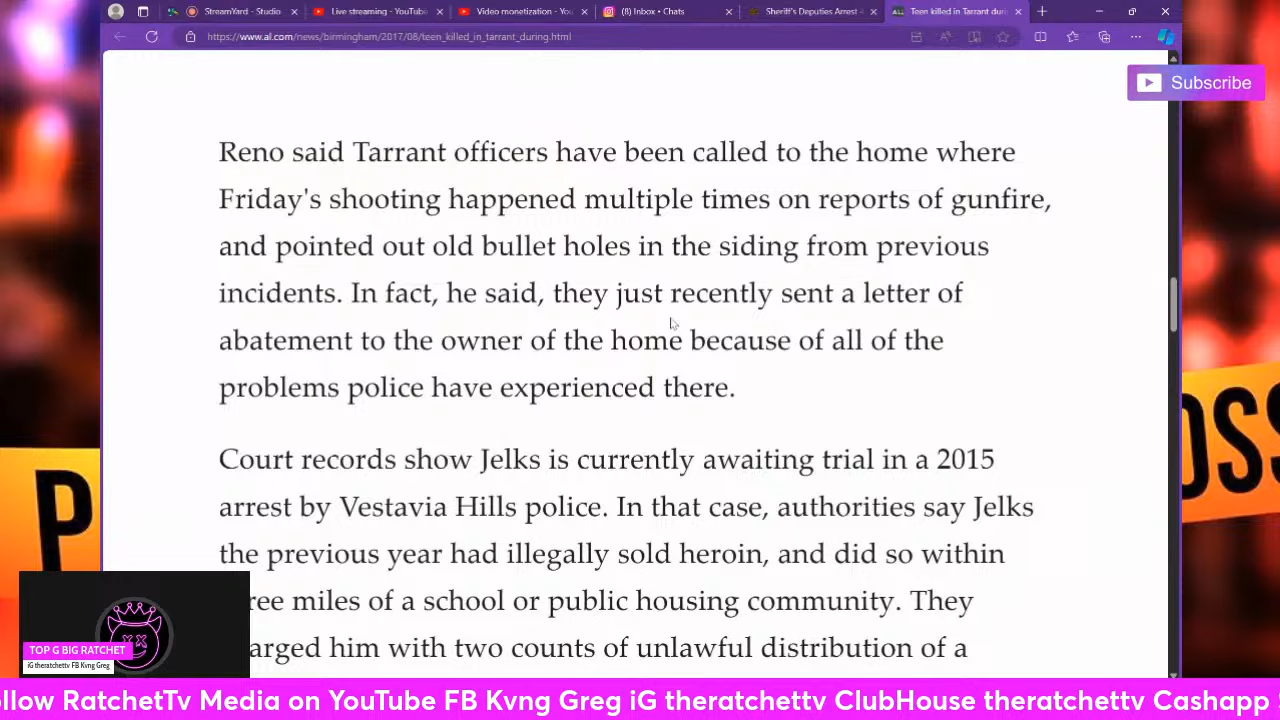 StreamYard - Studio
Live streaming - YouTube
Video monetization - You
(8) Inbox • Chats
Sheriff's Deputies Arrest
Teen killed in Tarrant duri
https://www.al.com/news/birmingham/2017/08/teen_killed_in_tarrant_during.html
Subscribe
Reno said Tarrant officers have been called to the home where
Friday's shooting happened multiple times on reports of gunfire,
and pointed out old bullet holes in the siding from previous
incidents. In fact, he said, they just recently sent a letter of
abatement to the owner of the home because of all of the
problems police have experienced there.
Court records show Jelks is currently awaiting trial in a 2015
arrest by Vestavia Hills police. In that case, authorities say Jelks
the previous year had illegally sold heroin, and did so within
ree miles of a school or public housing community. They
arged him with two counts of unlawful distribution of a
P
OSS
TOP G BIG RATCHET
iG theratchettv FB Kvng Greg
ollow RatchetTv Media on YouTube FB Kvng Greg iG theratchettv ClubHouse theratchettv Cashapp